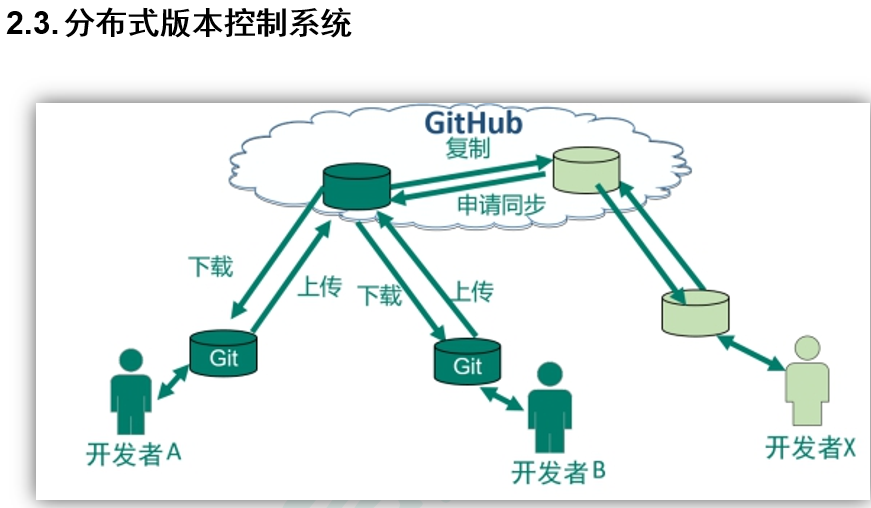 2.3.分布式版本控制系统
GitHub
复制
申请同步
下载
上传
下载
上传
Git
Git
开发者A
开发者B
开发者X